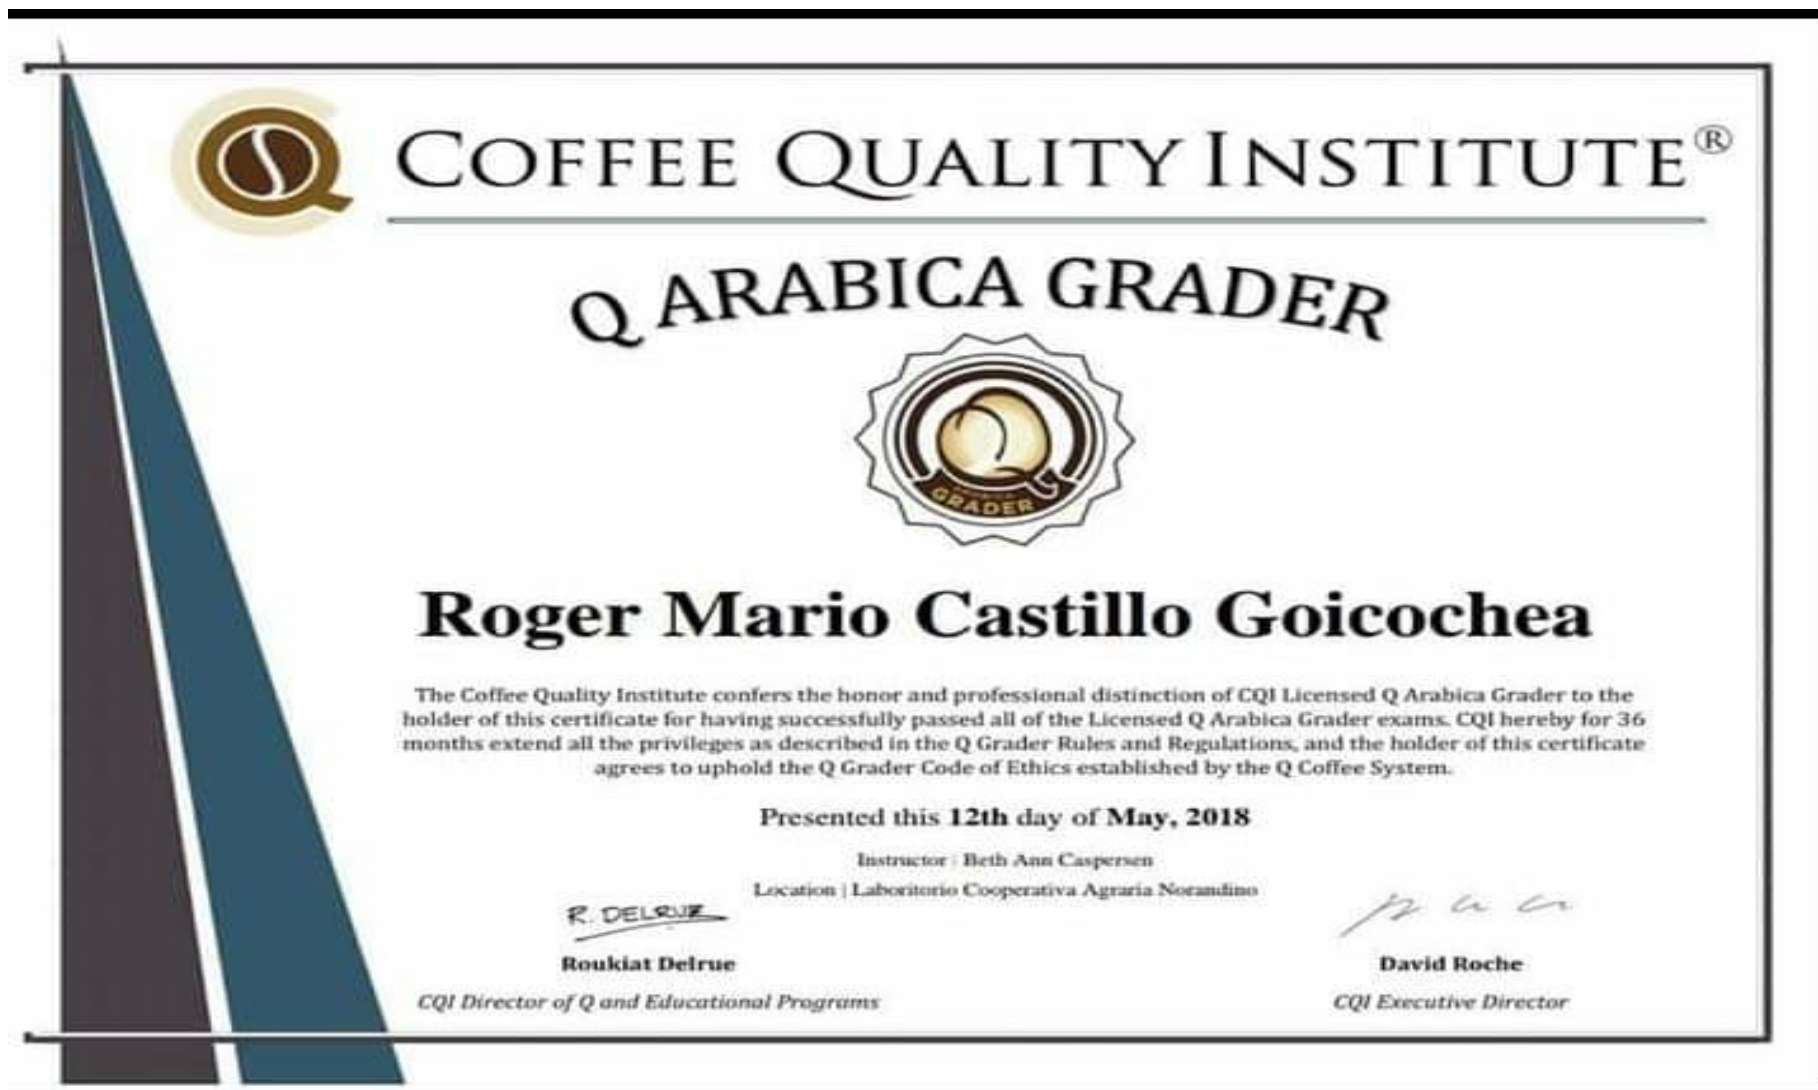 COFFEE QUALITY INSTITUTE®
Q ARABICA GRADER
GRADER
Roger Mario Castillo Goicochea
The Coffee Quality Institute confers the honor and professional distinction of CQI Licensed Q Arabica Grader to the
holder of this certificate for having successfully passed all of the Licensed Q Arabica Grader exams. CQI hereby for 36
months extend all the privileges as described in the Q Grader Rules and Regulations, and the holder of this certificate
agrees to uphold the Q Grader Code of Ethics established by the Q Coffee System.
Presented this 12th day of May, 2018
Instructor | Beth Ann Caspersen
Location | Laboritorio Cooperativa Agraria Norandino
R. DELRUE
Roukiat Delrue
David Roche
CQI Director of Q and Educational Programs
CQI Executive Director